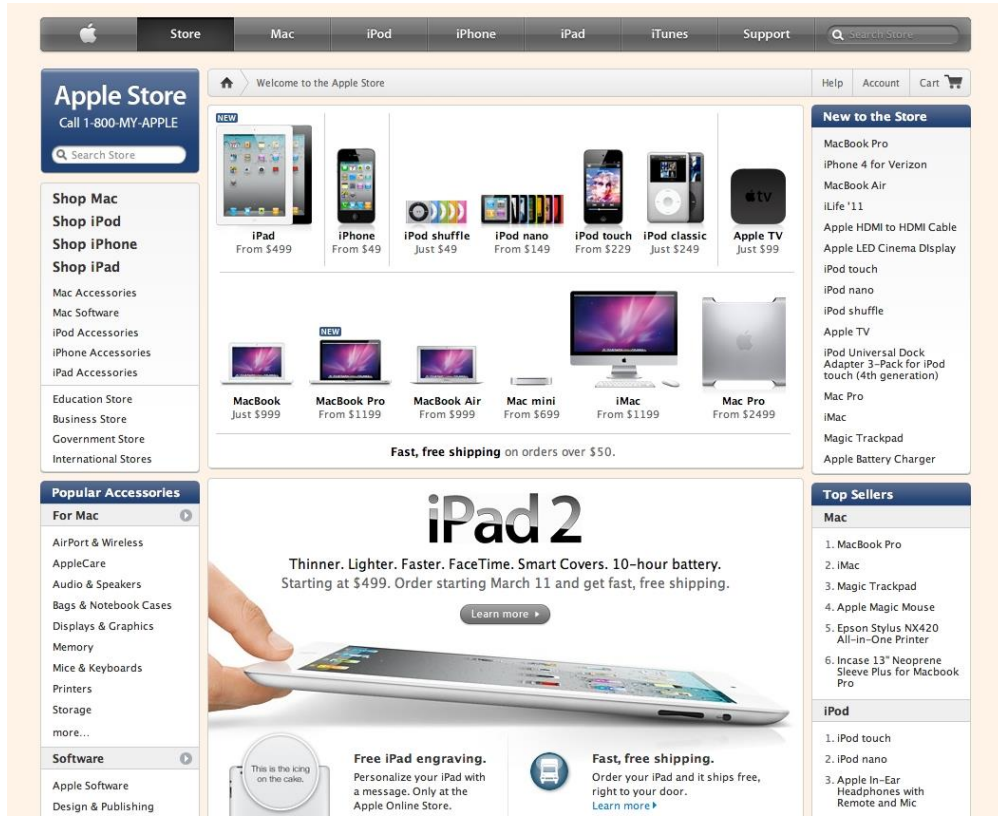 Store
Mac
iPod
iPhone
iPad
iTunes
Support
Search Store
Apple Store
Call 1-800-MY-APPLE
Search Store
Welcome to the Apple Store
Help
Account
Cart
Shop Mac
Shop iPod
Shop iPhone
Shop iPad
Mac Accessories
Mac Software
iPod Accessories
iPhone Accessories
iPad Accessories
Education Store
Business Store
Government Store
International Stores
Popular Accessories
For Mac
AirPort & Wireless
AppleCare
Audio & Speakers
Bags & Notebook Cases
Displays & Graphics
Memory
Mice & Keyboards
Printers
Storage
more...
Software
Apple Software
Design & Publishing
NEW
iPad
From $499
iPhone
From $49
iPod shuffle
Just $49
iPod nano
From $149
iPod touch
From $229
iPod classic
Just $249
tv
Apple TV
Just $99
MacBook
Just $999
NEW
MacBook Pro
From $1199
MacBook Air
From $999
Mac mini
From $699
iMac
From $1199
Mac Pro
From $2499
Fast, free shipping on orders over $50.
iPad 2
Thinner. Lighter. Faster. FaceTime. Smart Covers. 10-hour battery.
Starting at $499. Order starting March 11 and get fast, free shipping.
Learn more
This is the icing
on the cake.
Free iPad engraving.
Personalize your iPad with
a message. Only at the
Apple Online Store.
Fast, free shipping.
Order your iPad and it ships free,
right to your door.
Learn more
New to the Store
MacBook Pro
iPhone 4 for Verizon
MacBook Air
iLife '11
Apple HDMI to HDMI Cable
Apple LED Cinema DIsplay
iPod touch
iPod nano
iPod shuffle
Apple TV
iPod Universal Dock
Adapter 3-Pack for iPod
touch (4th generation)
Mac Pro
iMac
Magic Trackpad
Apple Battery Charger
Top Sellers
Mac
1. MacBook Pro
2. iMac
3. Magic Trackpad
4. Apple Magic Mouse
5. Epson Stylus NX420
All-in-One Printer
6. Incase 13" Neoprene
Sleeve Plus for Macbook
Pro
iPod
1. iPod touch
2. iPod nano
3. Apple In-Ear
Headphones with
Remote and Mic